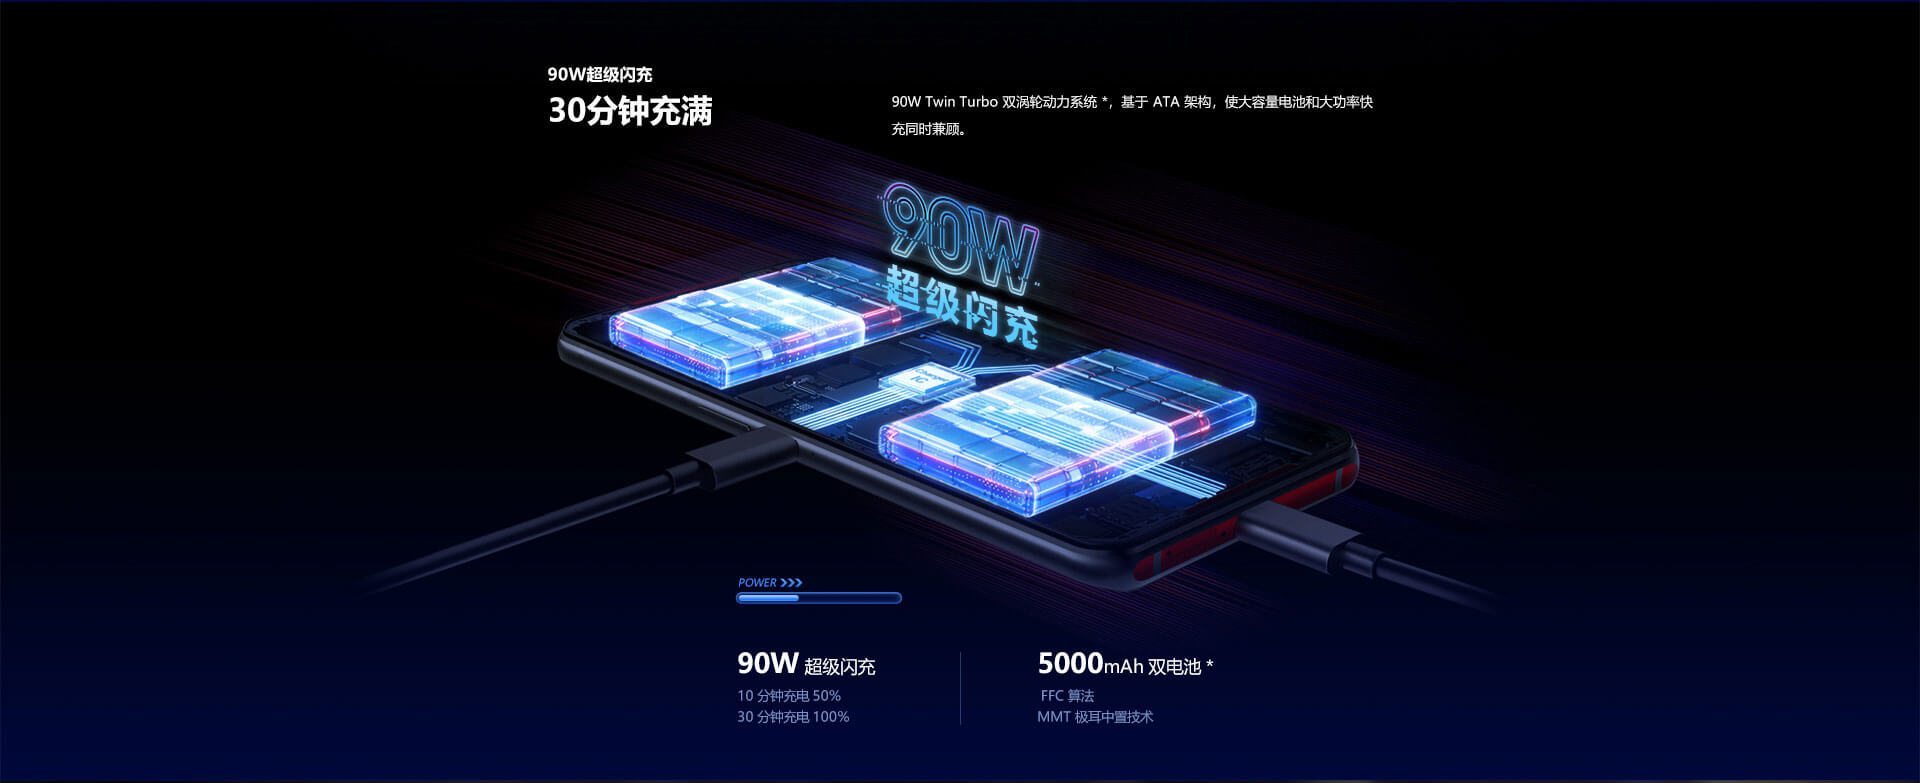 90W超级闪充
30分钟充满
90W Twin Turbo 双涡轮动力系统 *，基于 ATA 架构，使大容量电池和大功率快
充同时兼顾。
90W
超级闪充
Charger
IC
POWER >>>
90W 超级闪充
10 分钟充电 50%
30 分钟充电 100%
5000mAh 双电池 *
FFC 算法
MMT 极耳中置技术